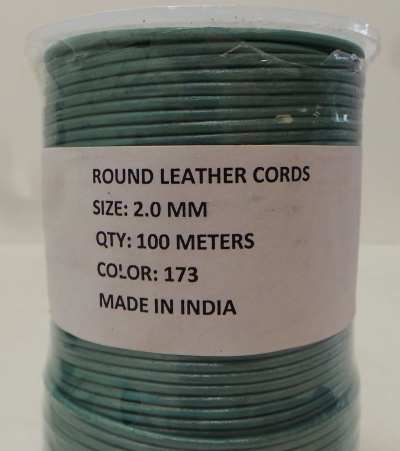 ROUND LEATHER CORDS
SIZE: 2.0 MM
QTY: 100 METERS
COLOR: 173
MADE IN INDIA